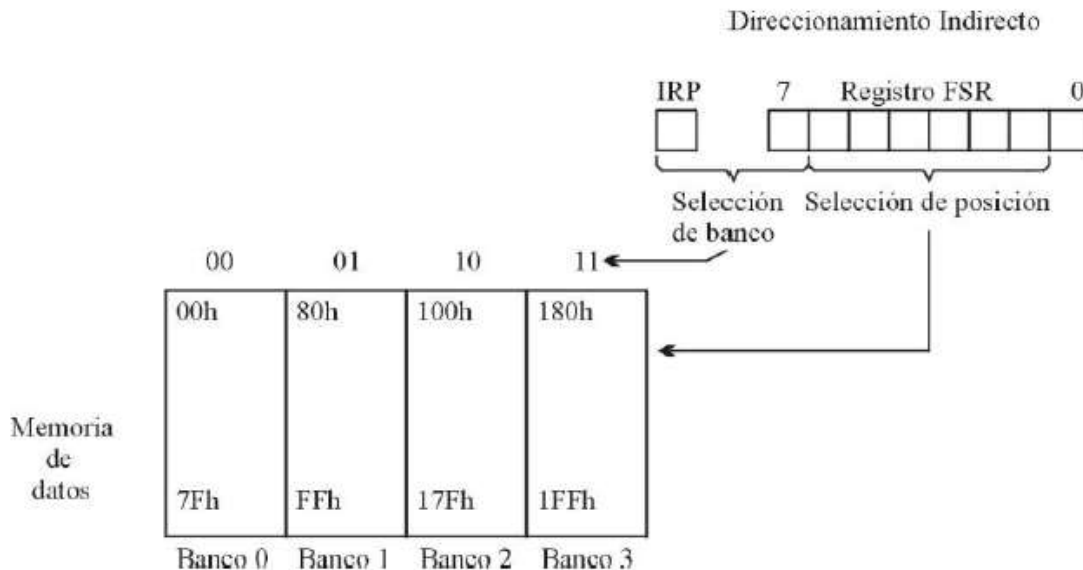 Direccionamiento Indirecto
IRP 7 Registro FSR 0
Selección de banco
Selección de posición
00 01 10 11
00h 80h 100h 180h
Memoria de datos
7Fh FFh 17Fh 1FFh
Banco 0 Banco 1 Banco 2 Banco 3